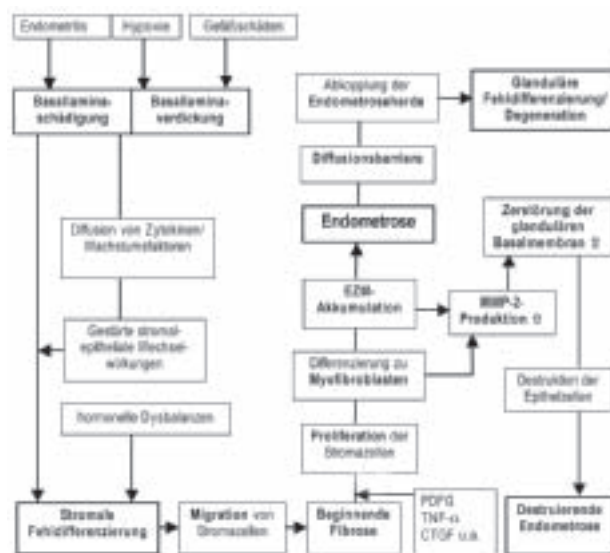 Endometritis
Hypoxie
Gefäßschäden
Basallamina-
schädigung
Basallamina-
verdickung
Diffusion von Zytokinen/
Wachstumsfaktoren
Gestörte stromal-
epitheliale Wechsel-
wirkungen
hormonelle Dysbalanzen
Stromale
Fehldifferenzierung
Migration von
Stromazellen
Beginnende
Fibrose
PDFG
TNF-α
CTGF u.ä.
Proliferation der
Stromazellen
Differenzierung zu
Myofibroblasten
EZM-
Akkumulation
Endometrose
Diffusionsbarriere
Abkopplung der
Endometroseherde
Glanduläre
Fehldifferenzierung/
Degeneration
MMP-2-
Produktion ⇧
Zerstörung der
glandulären
Basalmembran
Destruktion der
Epithelzellen
Destruierende
Endometrose